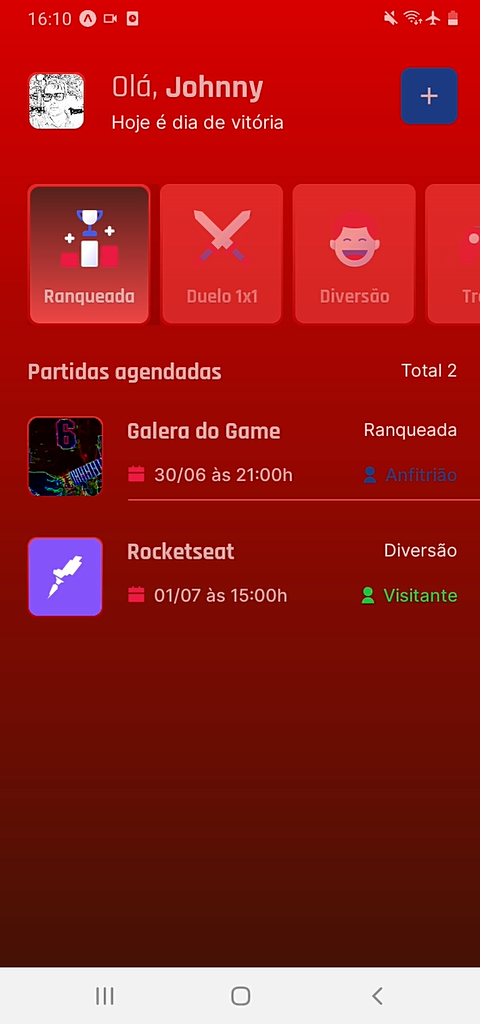 16:10
Olá, Johnny
Hoje é dia de vitória
Ranqueada
Duelo 1x1
Diversão
Tr
Partidas agendadas
Total 2
6
Galera do Game
Ranqueada
30/06 às 21:00h
Anfitrião
Rocketseat
Diversão
01/07 às 15:00h
Visitante